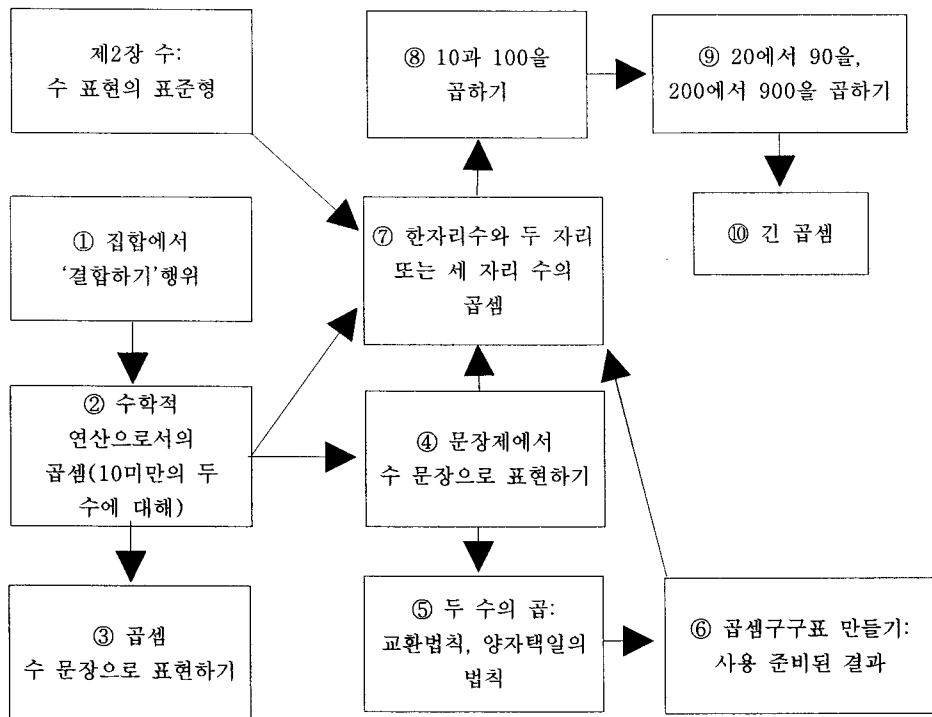 제2장 수:
수 표현의 표준형
⑧ 10과 100을
곱하기
⑨ 20에서 90을,
200에서 900을 곱하기
① 집합에서
‘결합하기’행위
⑦ 한자리수와 두 자리
또는 세 자리 수의
곱셈
⑩ 긴 곱셈
② 수학적
연산으로서의
곱셈(10미만의 두
수에 대해)
④ 문장제에서
수 문장으로 표현하기
③ 곱셈
수 문장으로 표현하기
⑤ 두 수의 곱:
교환법칙, 양자택일의
법칙
⑥ 곱셈구구표 만들기:
사용 준비된 결과